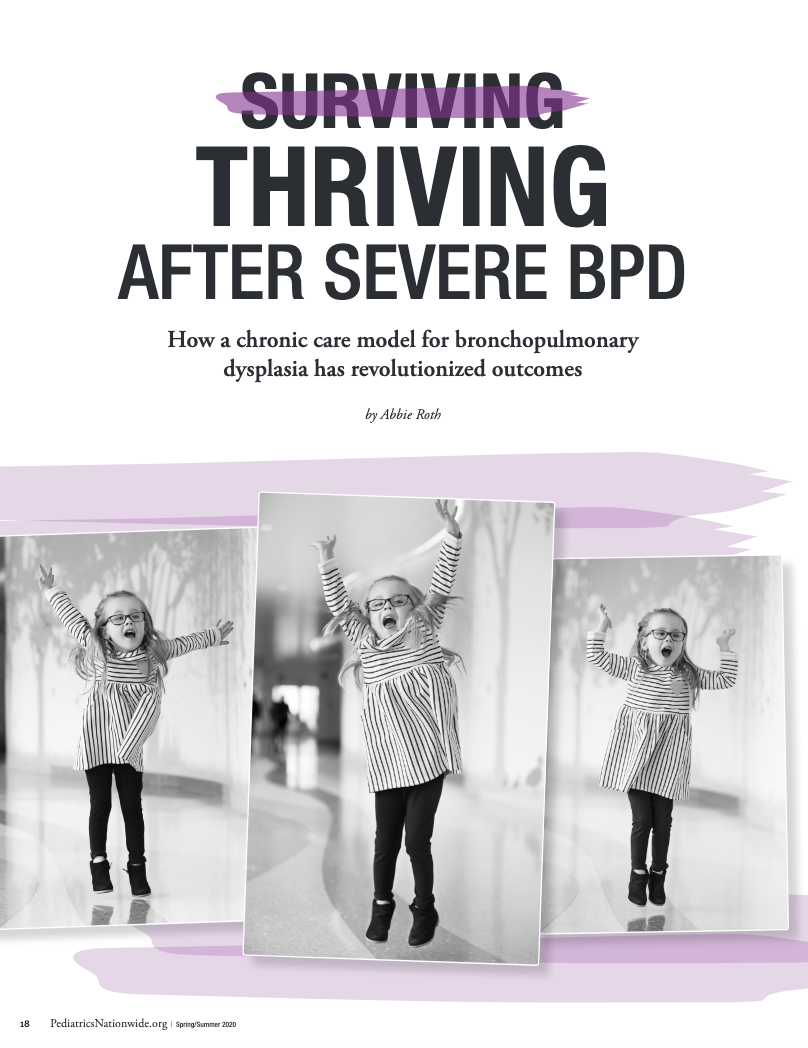 SURVIVING
THRIVING
AFTER SEVERE BPD
How a chronic care model for bronchopulmonary
dysplasia has revolutionized outcomes
by Abbie Roth
18 PediatricsNationwide.org | Spring/Summer 2020